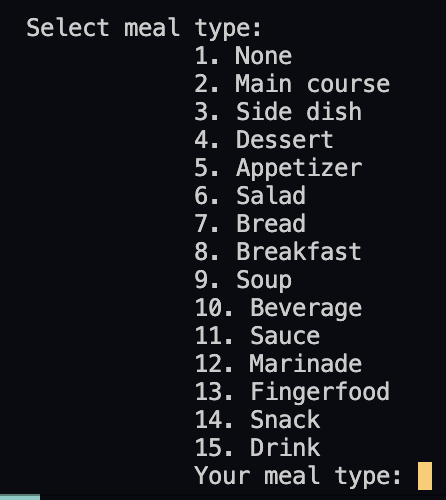 Select meal type:
1. None
2. Main course
3. Side dish
4. Dessert
5. Appetizer
6. Salad
7. Bread
8. Breakfast
9. Soup
10. Beverage
11. Sauce
12. Marinade
13. Fingerfood
14. Snack
15. Drink
Your meal type: